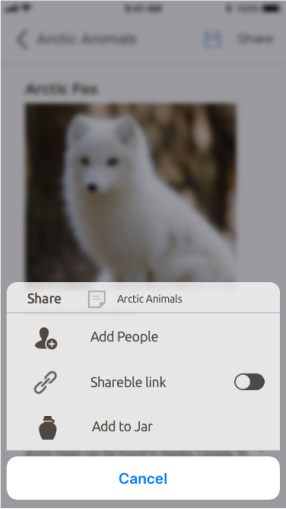 9:41 AM 100%
Arctic Animals Share
Arctic Fox
Share Arctic Animals
Add People
Shareble link
Add to Jar
Cancel